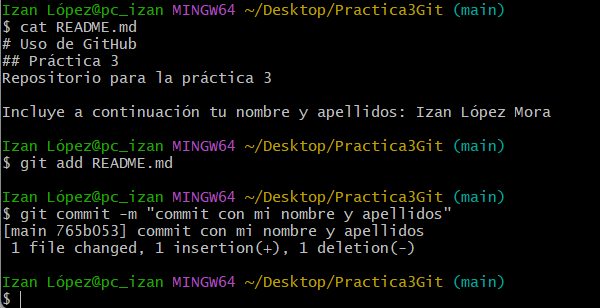 Izan López@pc_izan MINGW64 ~/Desktop/Practica3Git (main)
$ cat README.md
# Uso de GitHub
## Práctica 3
Repositorio para la práctica 3
Incluye a continuación tu nombre y apellidos: Izan López Mora
Izan López@pc_izan MINGW64 ~/Desktop/Practica3Git (main)
$ git add README.md
Izan López@pc_izan MINGW64 ~/Desktop/Practica3Git (main)
$ git commit -m "commit con mi nombre y apellidos"
[main 765b053] commit con mi nombre y apellidos
 1 file changed, 1 insertion(+), 1 deletion(-)
Izan López@pc_izan MINGW64 ~/Desktop/Practica3Git (main)
$